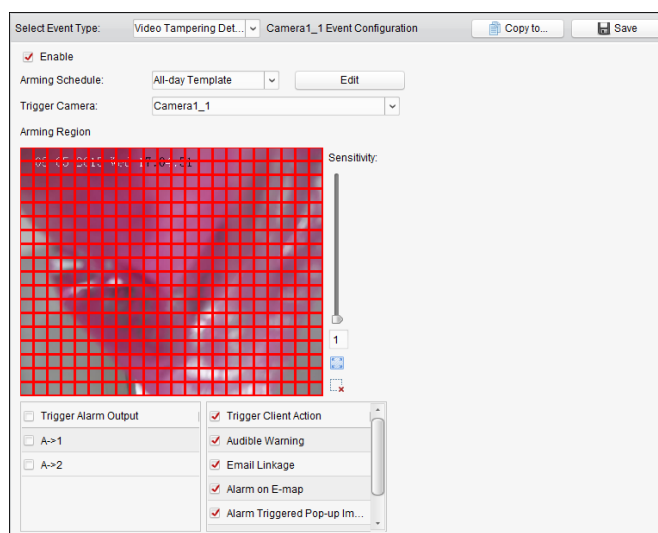 Select Event Type: Video Tampering Det... Camera1_1 Event Configuration Copy to... Save
Enable
Arming Schedule: All-day Template Edit
Trigger Camera: Camera1_1
Arming Region
Sensitivity:
1
Trigger Alarm Output
A->1
A->2
Trigger Client Action
Audible Warning
Email Linkage
Alarm on E-map
Alarm Triggered Pop-up Im...